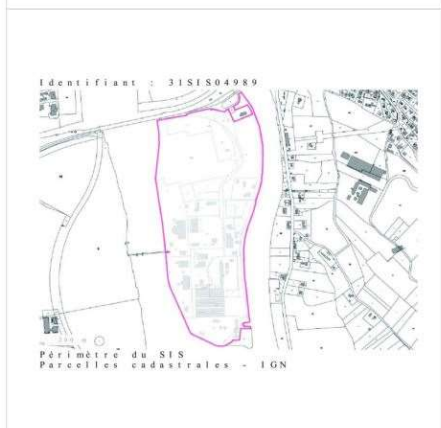 Identifiant : 31SIS04989
Périmètre du SIS
Parcelles cadastrales - IGN